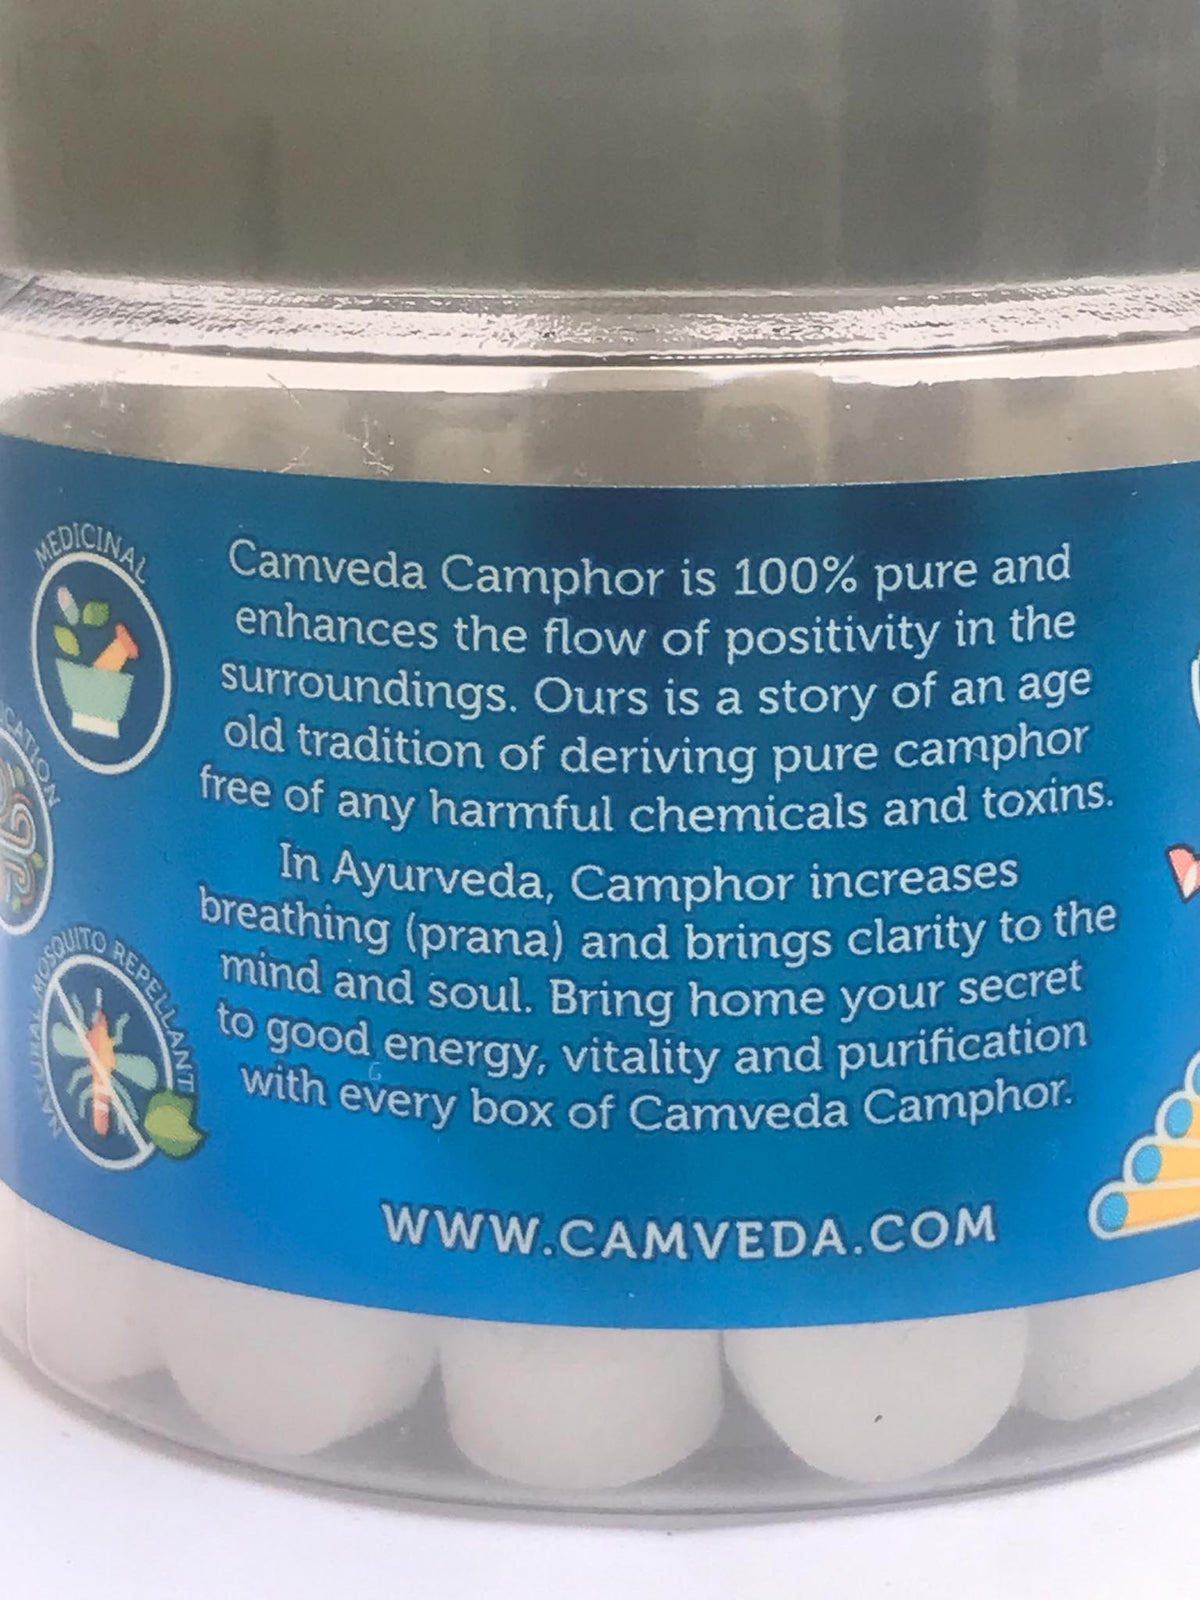 MEDICINAL
NATURAL MOSQUITO REPELLANT
Camveda Camphor is 100% pure and
enhances the flow of positivity in the
surroundings. Ours is a story of an age
old tradition of deriving pure camphor
free of any harmful chemicals and toxins.
In Ayurveda, Camphor increases
breathing (prana) and brings clarity to the
mind and soul. Bring home your secret
to good energy, vitality and purification
with every box of Camveda Camphor.
WWW.CAMVEDA.COM